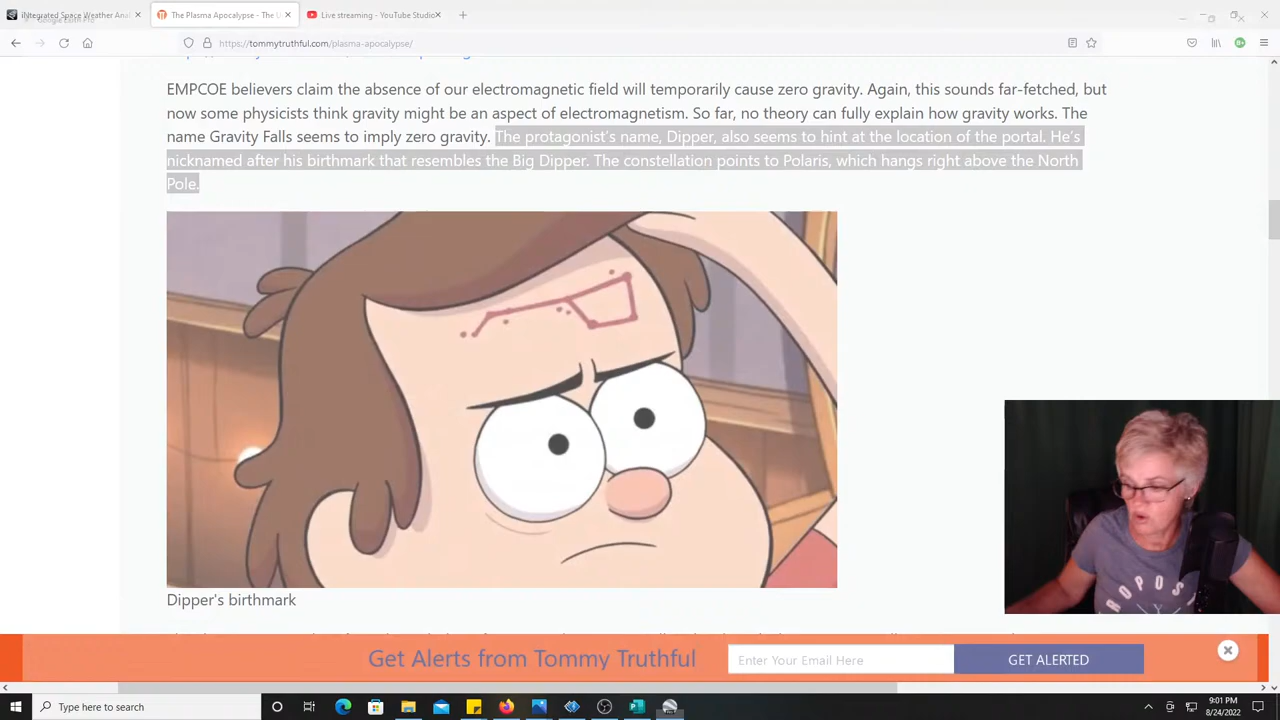 iNtegrated Space Weather Anal
The Plasma Apocalypse - The U
Live streaming - YouTube Studio
https://tommytruthful.com/plasma-apocalypse/
EMPCOE believers claim the absence of our electromagnetic field will temporarily cause zero gravity. Again, this sounds far-fetched, but
now some physicists think gravity might be an aspect of electromagnetism. So far, no theory can fully explain how gravity works. The
name Gravity Falls seems to imply zero gravity. The protagonist's name, Dipper, also seems to hint at the location of the portal. He's
nicknamed after his birthmark that resembles the Big Dipper. The constellation points to Polaris, which hangs right above the North
Pole.
Dipper's birthmark
Get Alerts from Tommy Truthful
Enter Your Email Here
GET ALERTED
Type here to search
9:01 PM
8/24/2022